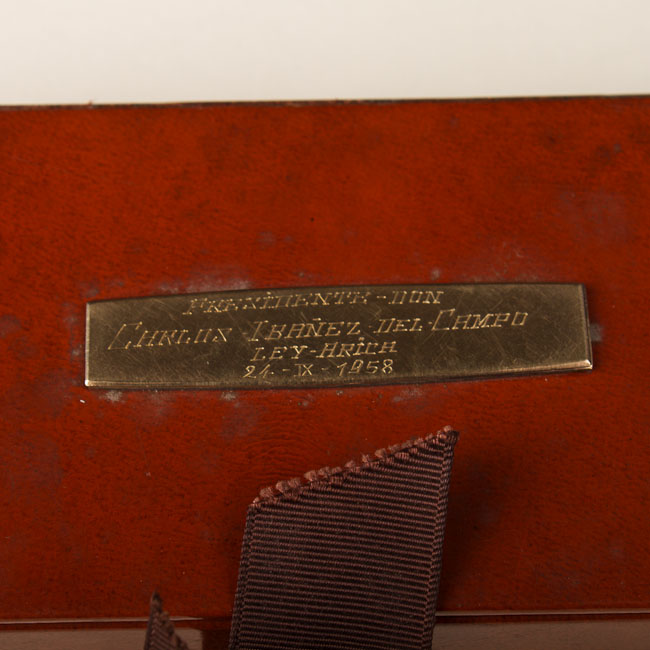 PRESIDENTE-DON
CARLOS IBAÑEZ DEL CAMPO
LEY-ARICA
24-IX-1958